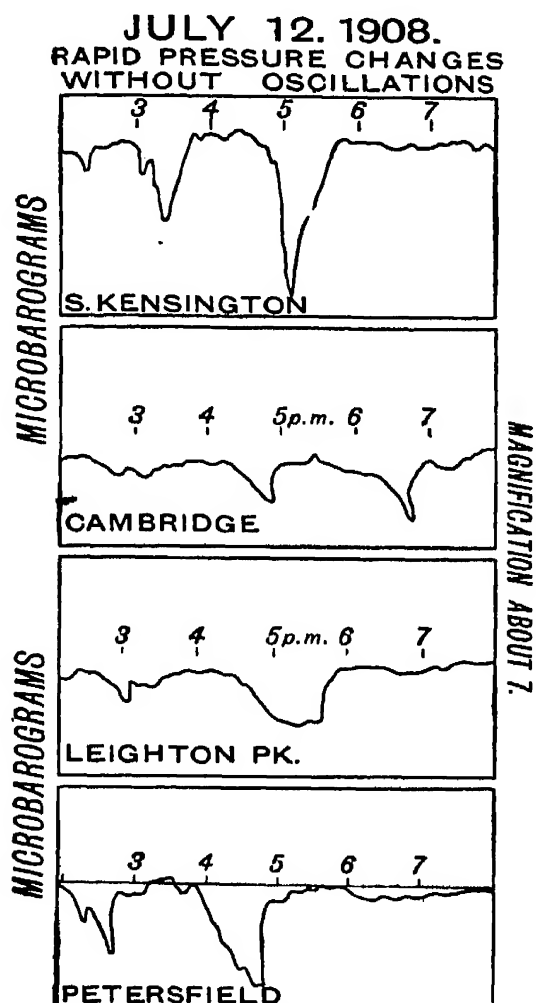 JULY 12. 1908.
RAPID PRESSURE CHANGES
WITHOUT OSCILLATIONS
MICROBAROGRAMS
3 4 5 6 7
S. KENSINGTON
3 4 5p.m. 6 7
CAMBRIDGE
MAGNIFICATION ABOUT 7.
MICROBAROGRAMS
3 4 5p.m. 6 7
LEIGHTON PK.
3 4 5 6 7
PETERSFIELD